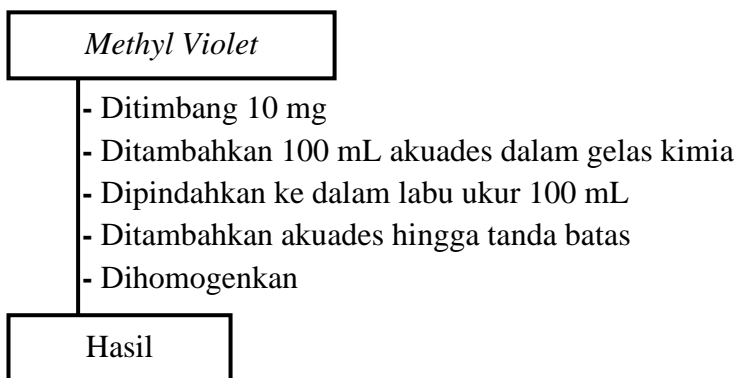 Methyl Violet
- Ditimbang 10 mg
- Ditambahkan 100 mL akuades dalam gelas kimia
- Dipindahkan ke dalam labu ukur 100 mL
- Ditambahkan akuades hingga tanda batas
- Dihomogenkan
Hasil